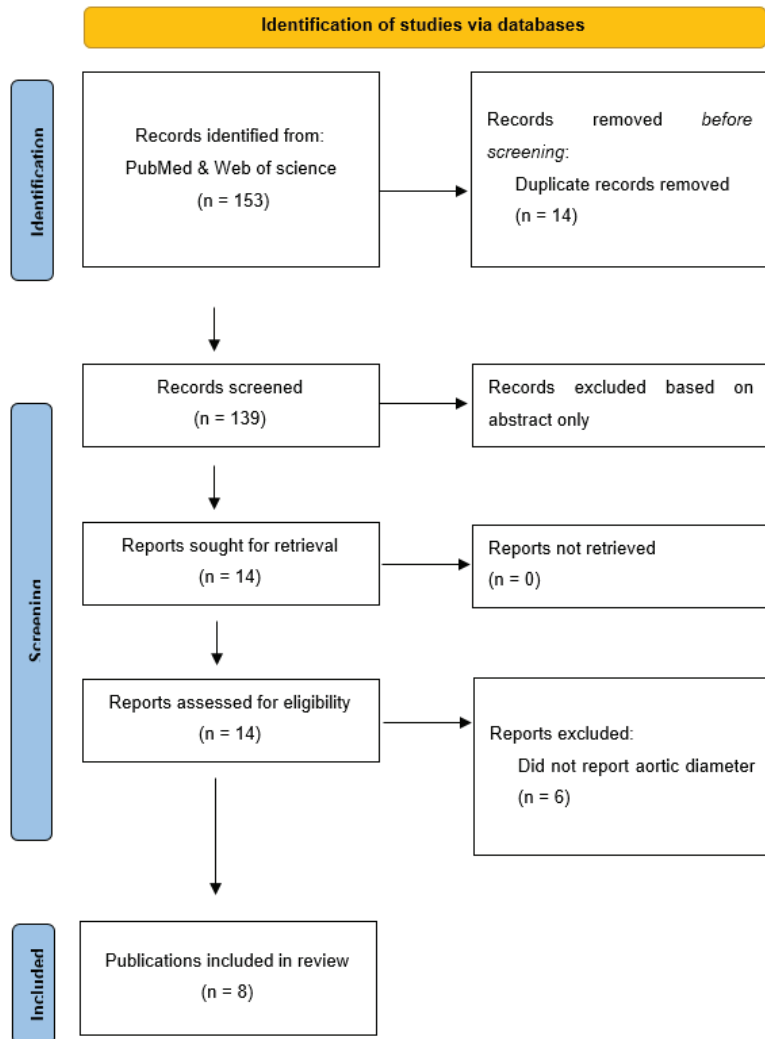 Identification of studies via databases
Identification
Records identified from:
PubMed & Web of science
(n = 153)
Records removed before
screening:
Duplicate records removed
(n = 14)
Screening
Records screened
(n = 139)
Records excluded based on
abstract only
Reports sought for retrieval
(n = 14)
Reports not retrieved
(n = 0)
Reports assessed for eligibility
(n = 14)
Reports excluded:
Did not report aortic diameter
(n = 6)
Included
Publications included in review
(n = 8)